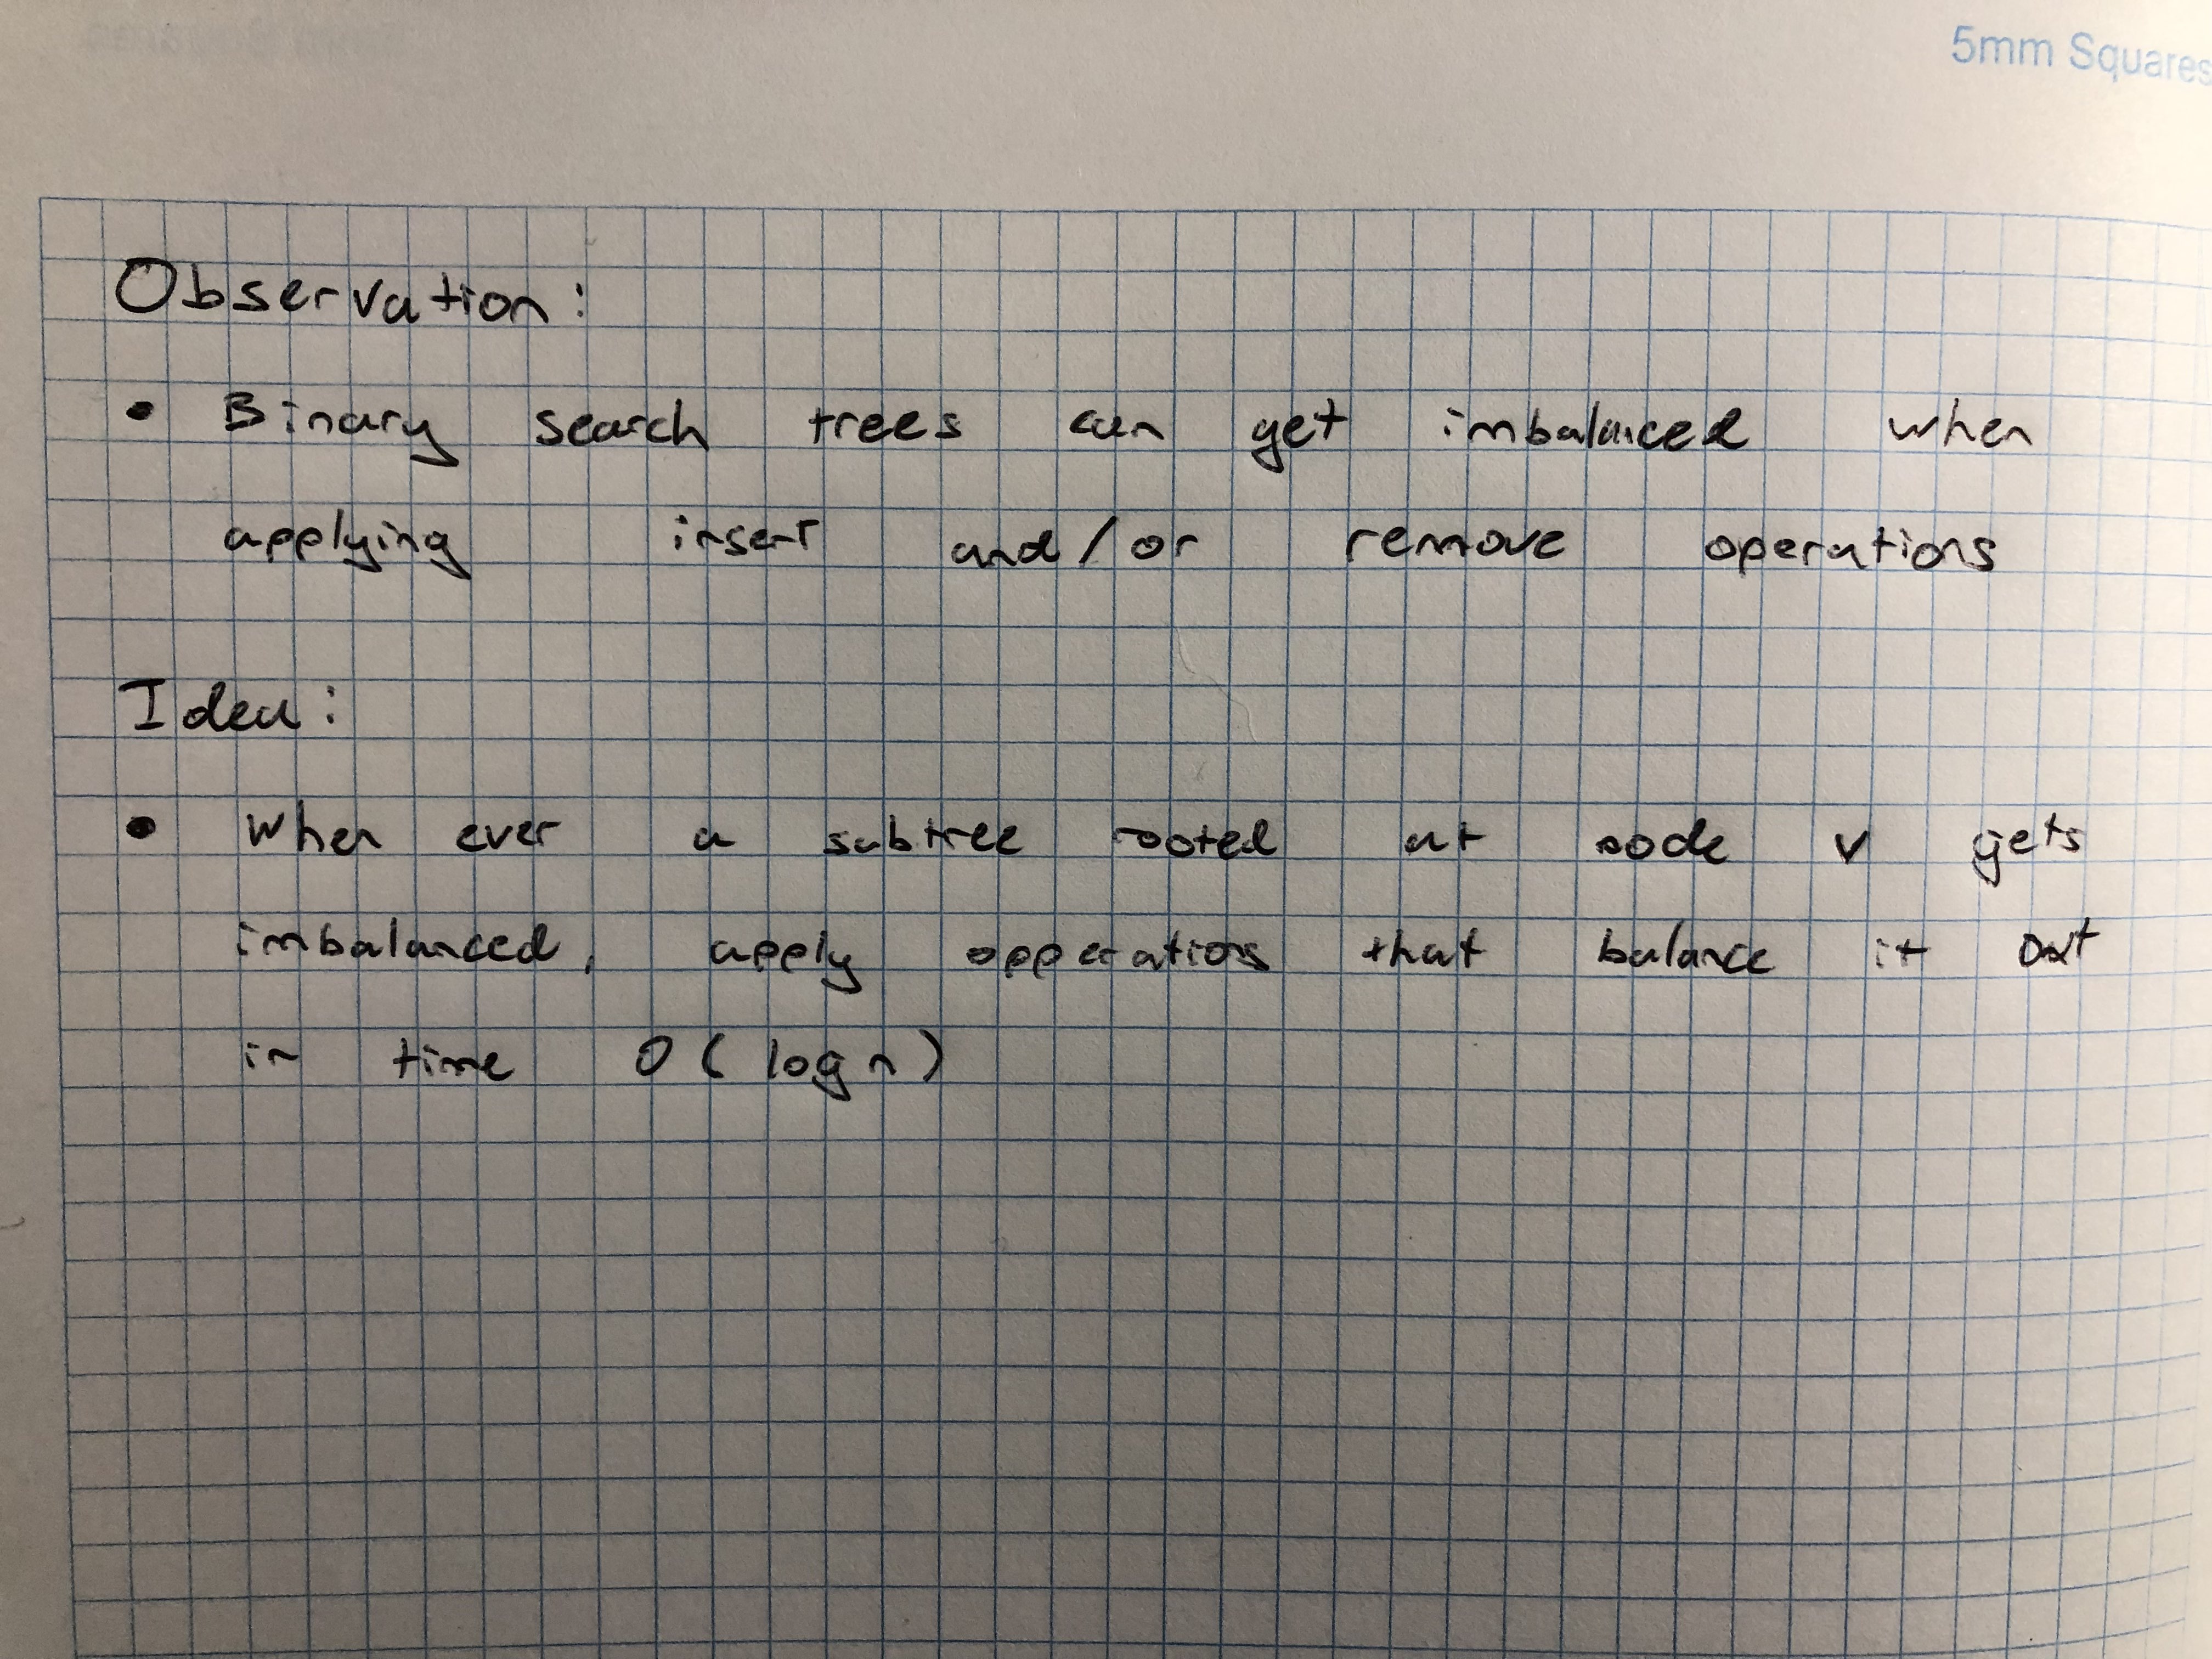 5mm Squares
Observation:
• Binary search trees can get imbalanced when
applying insert and/or remove operations
Idea:
• When ever a subtree rooted at node v gets
imbalanced, apply opperations that balance it out
in time O(log n)